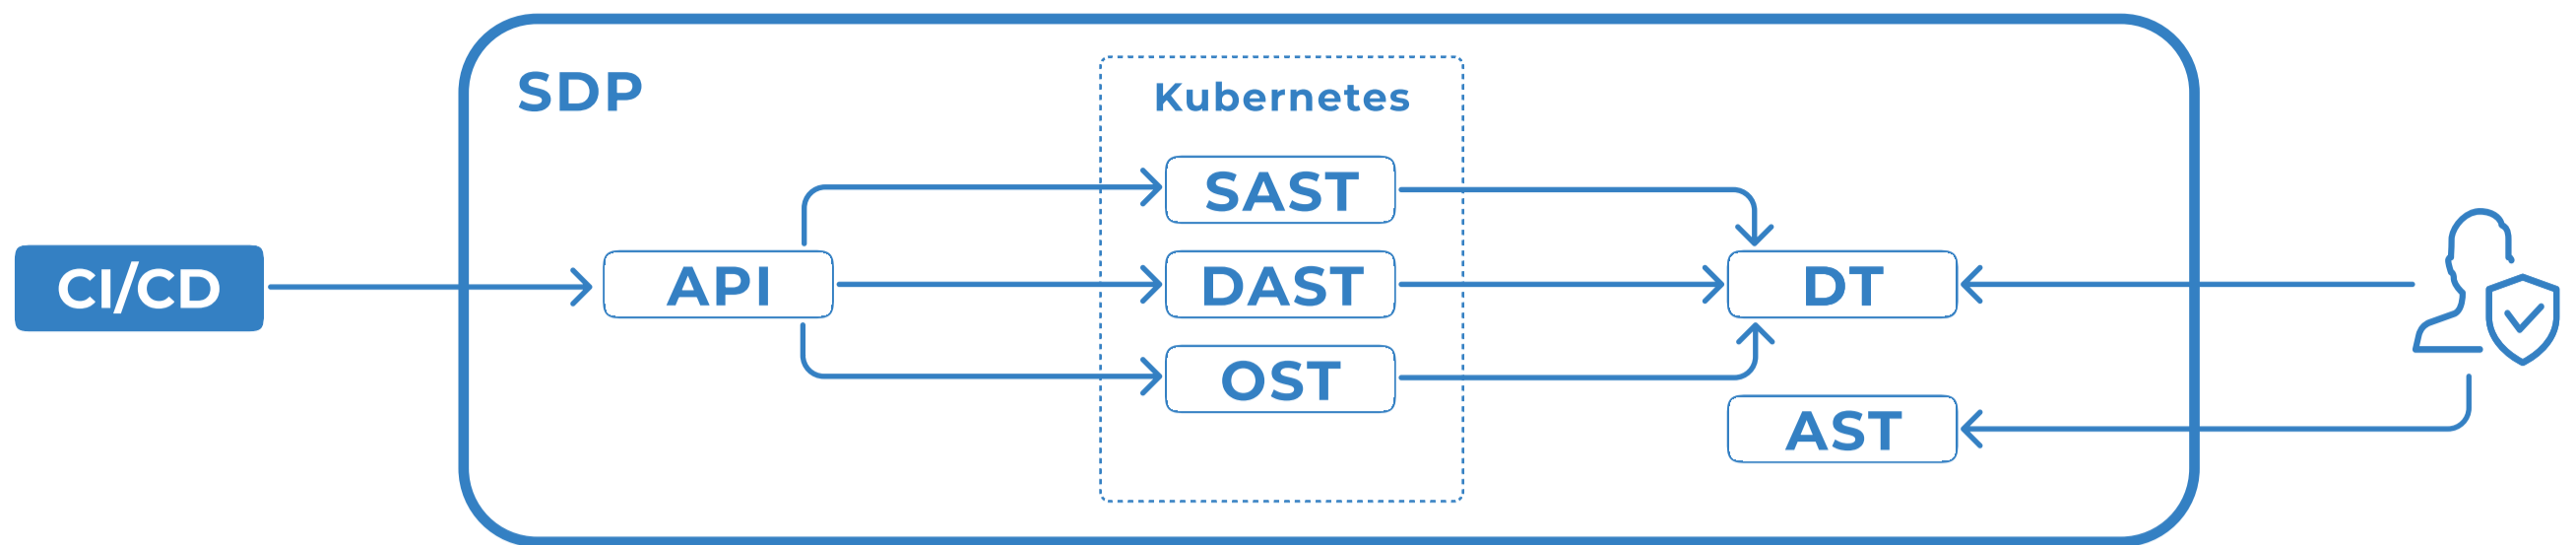 SDP
Kubernetes
SAST
CI/CD
API
DAST
DT
OST
AST